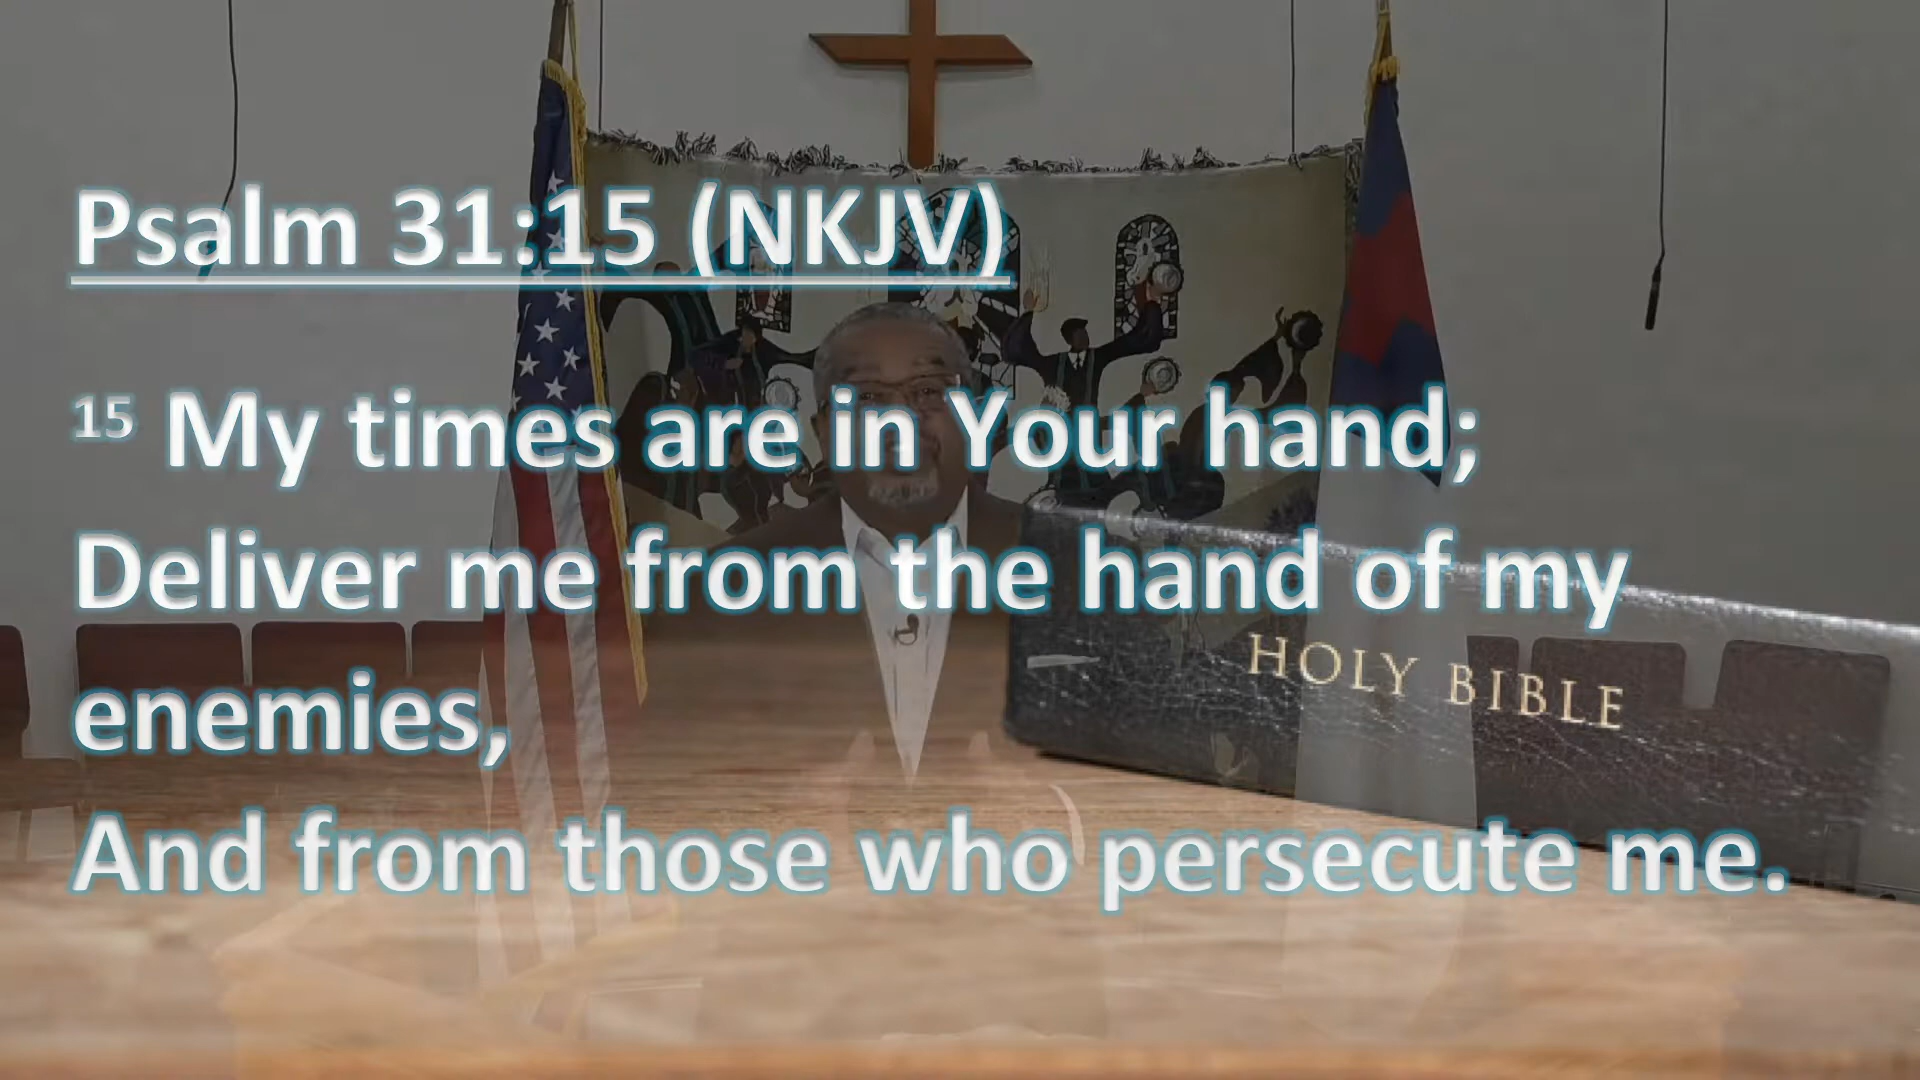 Psalm 31:15 (NKJV)
15 My times are in Your hand;
Deliver me from the hand of my
enemies,
And from those who persecute me.
HOLY BIBLE